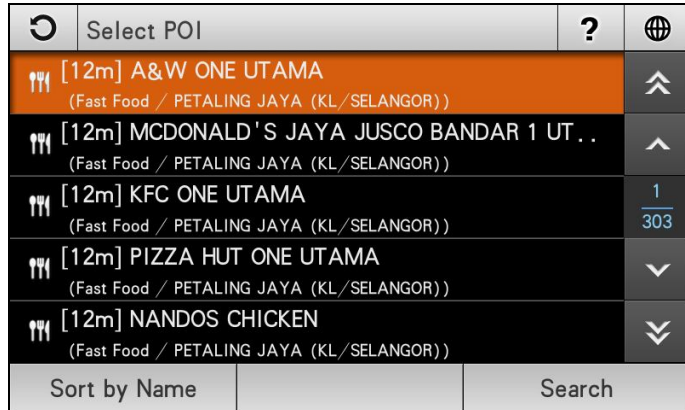 Select POI ?
[12m] A&W ONE UTAMA
(Fast Food / PETALING JAYA (KL/SELANGOR))
[12m] MCDONALD'S JAYA JUSCO BANDAR 1 UT..
(Fast Food / PETALING JAYA (KL/SELANGOR))
[12m] KFC ONE UTAMA
(Fast Food / PETALING JAYA (KL/SELANGOR))
1
303
[12m] PIZZA HUT ONE UTAMA
(Fast Food / PETALING JAYA (KL/SELANGOR))
[12m] NANDOS CHICKEN
(Fast Food / PETALING JAYA (KL/SELANGOR))
Sort by Name Search